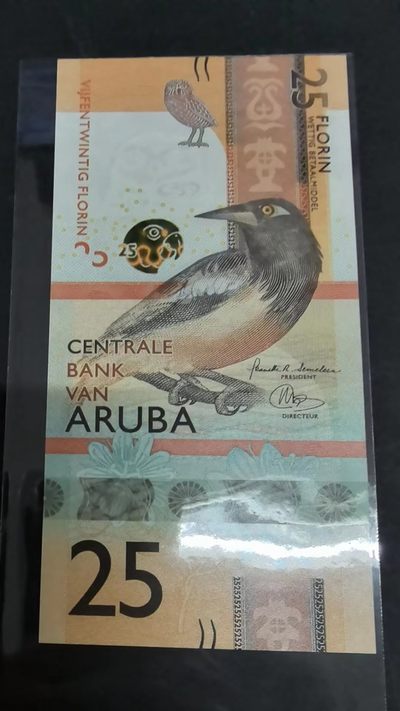 25 FLORIN
WETTIG BETAALMIDDEL
VIJFENTWINTIG FLORIN
25
CENTRALE
BANK
VAN
ARUBA
PRESIDENT
DIRECTEUR
25